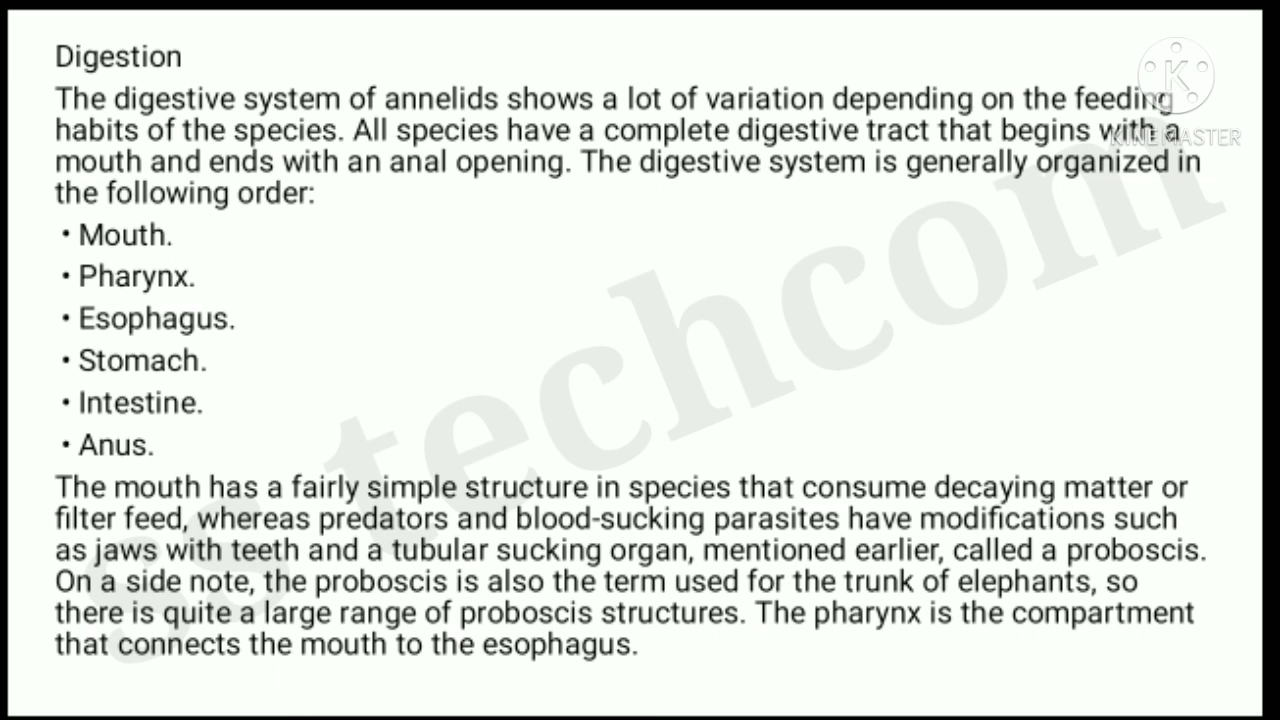 Digestion
The digestive system of annelids shows a lot of variation depending on the feeding
habits of the species. All species have a complete digestive tract that begins with a
mouth and ends with an anal opening. The digestive system is generally organized in
the following order:
• Mouth.
• Pharynx.
• Esophagus.
• Stomach.
• Intestine.
• Anus.
The mouth has a fairly simple structure in species that consume decaying matter or
filter feed, whereas predators and blood-sucking parasites have modifications such
as jaws with teeth and a tubular sucking organ, mentioned earlier, called a proboscis.
On a side note, the proboscis is also the term used for the trunk of elephants, so
there is quite a large range of proboscis structures. The pharynx is the compartment
that connects the mouth to the esophagus.
K
KINEMASTER
ss techcom